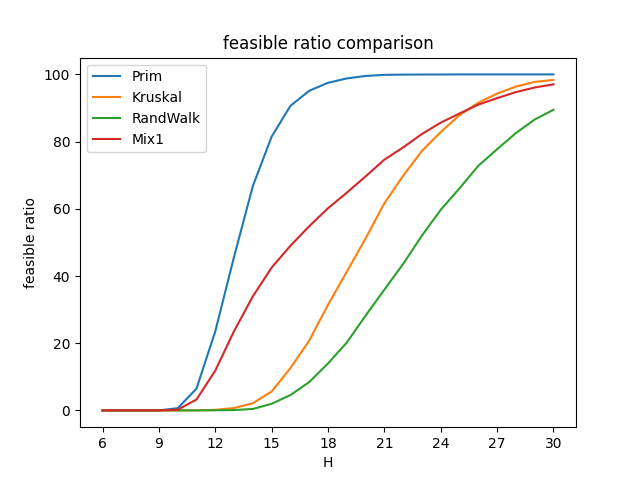 feasible ratio comparison
Prim
Kruskal
RandWalk
Mix1
100
80
60
40
20
0
feasible ratio
6 9 12 15 18 21 24 27 30
H